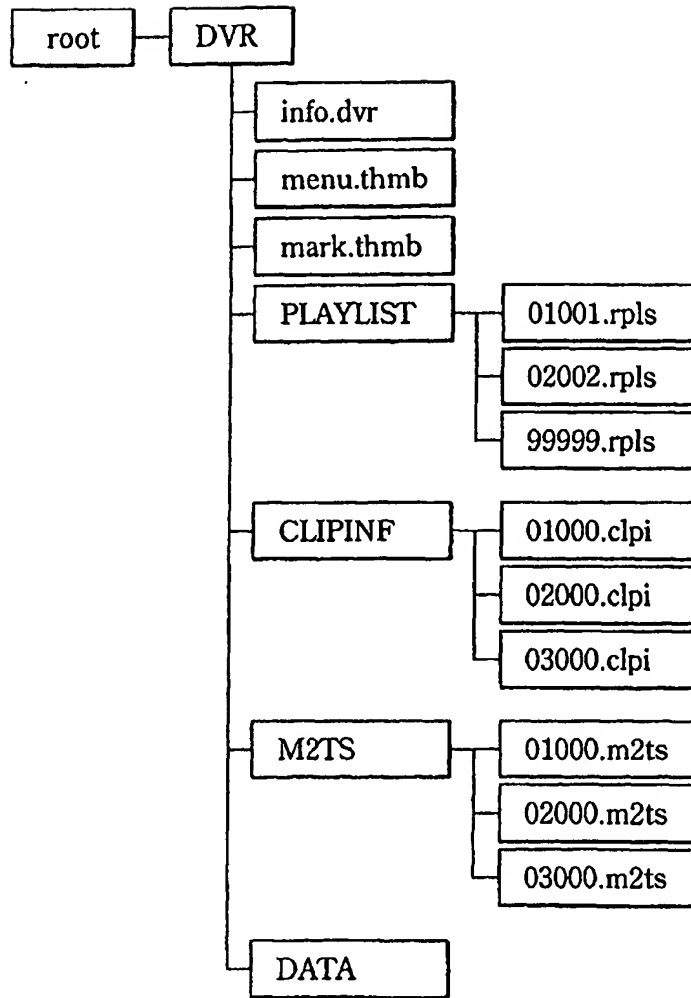 root
DVR
info.dvr
menu.thmb
mark.thmb
PLAYLIST
01001.rpls
02002.rpls
99999.rpls
CLIPINF
01000.clpi
02000.clpi
03000.clpi
M2TS
01000.m2ts
02000.m2ts
03000.m2ts
DATA